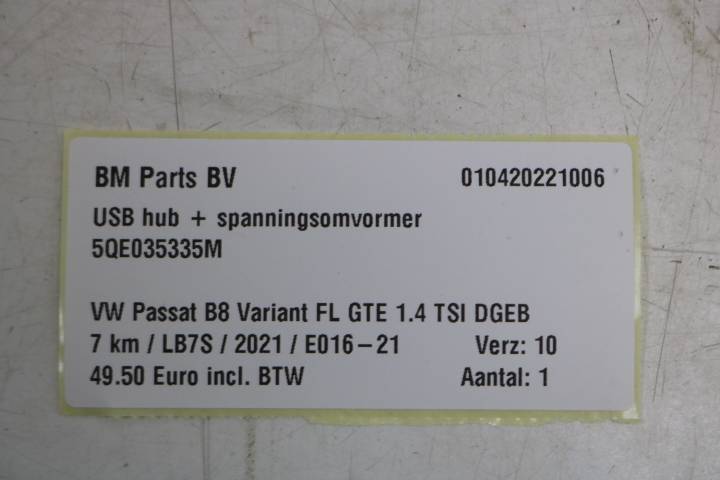 BM Parts BV 010420221006
USB hub + spanningsomvormer
5QE035335M
VW Passat B8 Variant FL GTE 1.4 TSI DGEB
7 km / LB7S / 2021 / E016-21 Verz: 10
49.50 Euro incl. BTW Aantal: 1